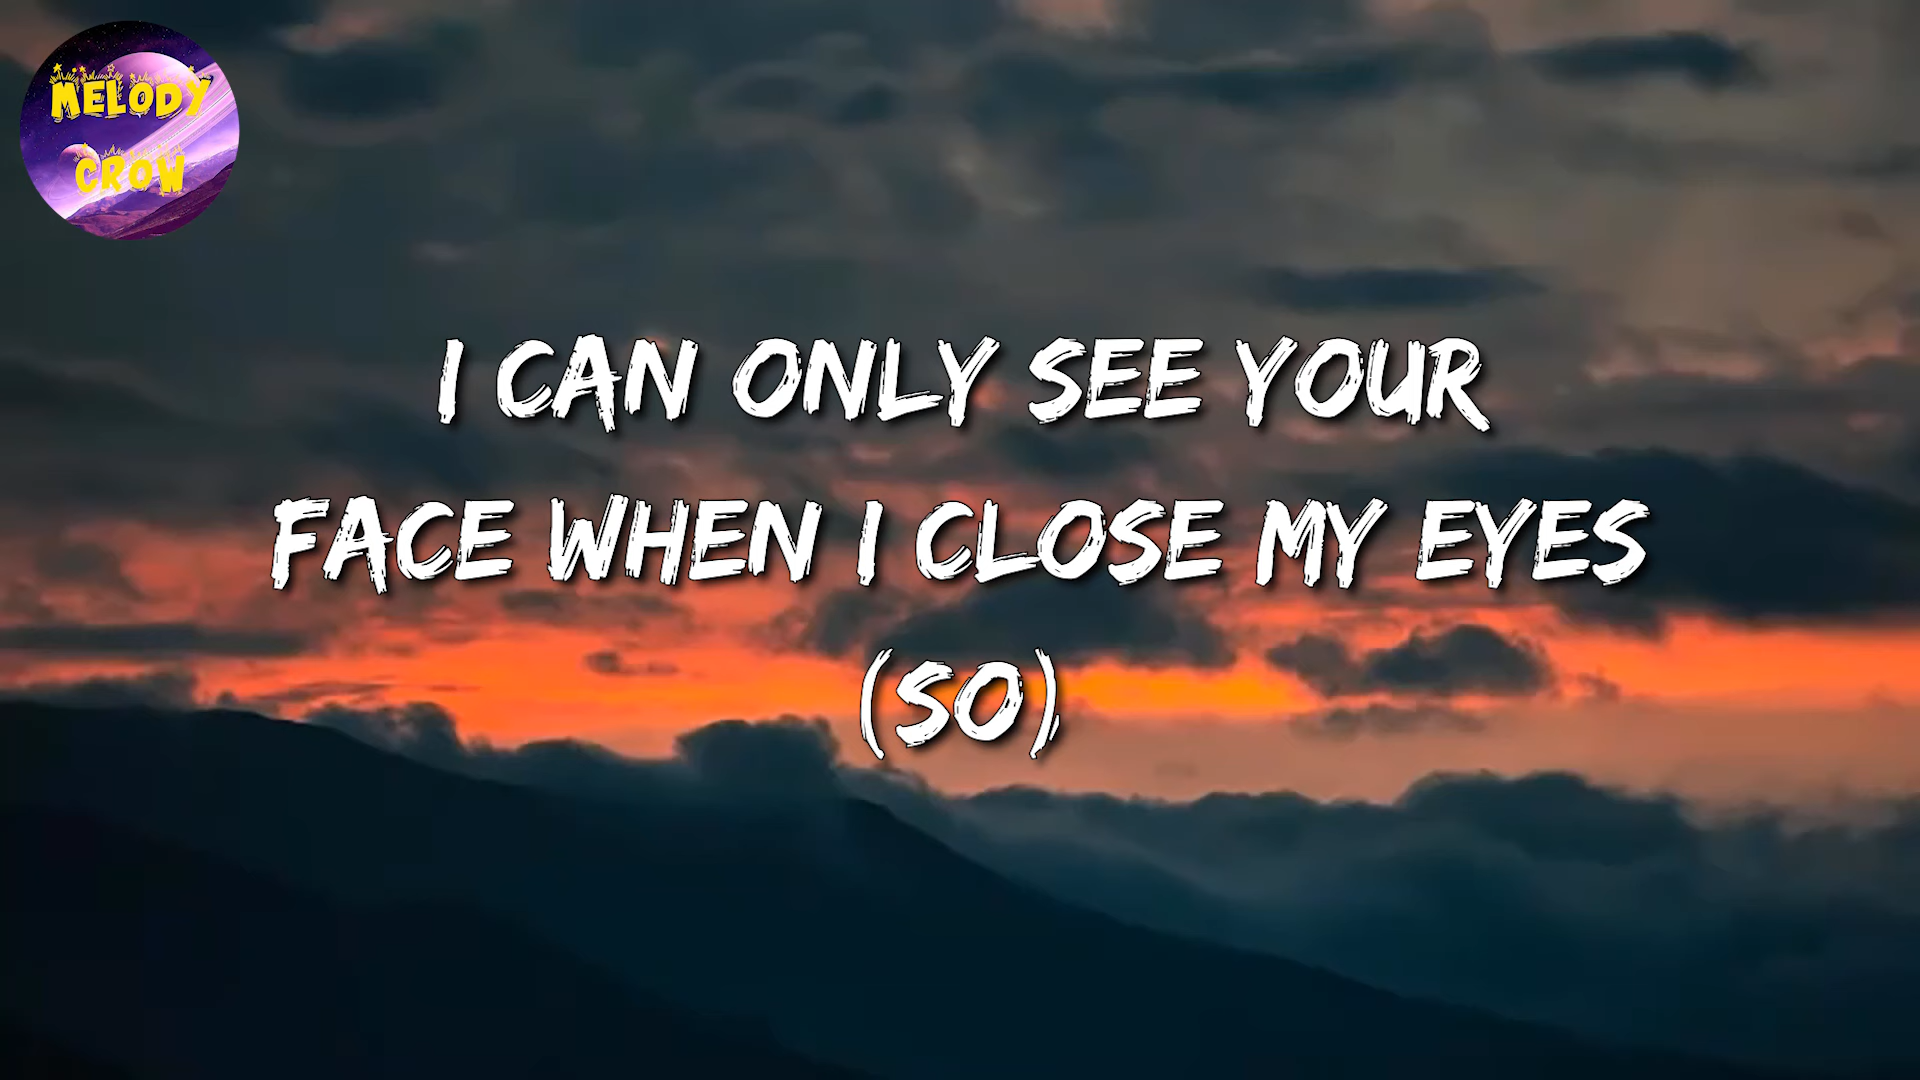 MELODY
CROW
I CAN ONLY SEE YOUR
FACE WHEN I CLOSE MY EYES
(SO)